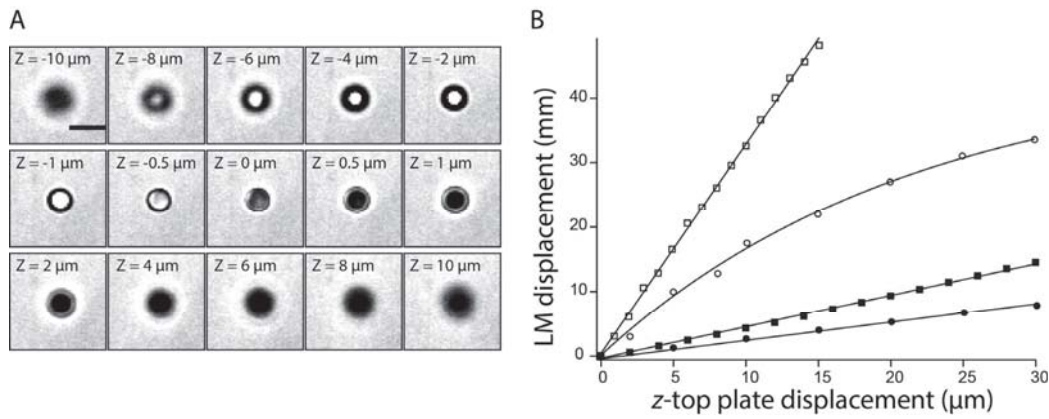 A
Z = -10 μm
Z = -8 μm
Z = -6 μm
Z = -4 μm
Z = -2 μm
Z = -1 μm
Z = -0.5 μm
Z = 0 μm
Z = 0.5 μm
Z = 1 μm
Z = 2 μm
Z = 4 μm
Z = 6 μm
Z = 8 μm
Z = 10 μm
B
LM displacement (mm)
40
30
20
10
0
0
5
10
15
20
25
30
z-top plate displacement (μm)